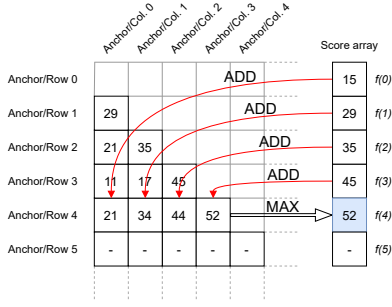 Anchor/Col. 0
Anchor/Col. 1
Anchor/Col. 2
Anchor/Col. 3
Anchor/Col. 4
Score array
Anchor/Row 0 ADD 15 f(0)
Anchor/Row 1 29 ADD 29 f(1)
Anchor/Row 2 21 35 ADD 35 f(2)
Anchor/Row 3 11 17 45 ADD 45 f(3)
Anchor/Row 4 21 34 44 52 MAX 52 f(4)
Anchor/Row 5 - - - - - - f(5)